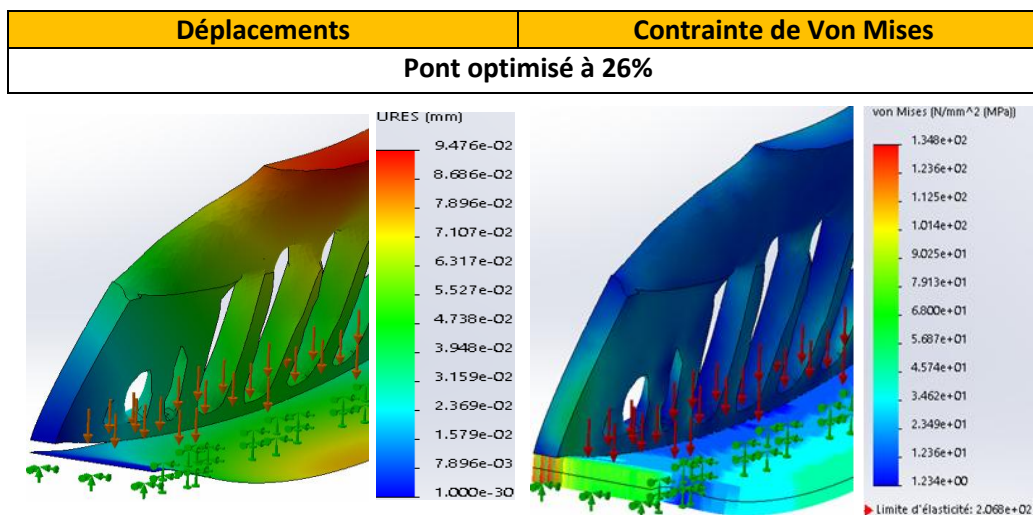 Déplacements
Contrainte de Von Mises
Pont optimisé à 26%
URES (mm)
9.476e-02
8.686e-02
7.896e-02
7.107e-02
6.317e-02
5.527e-02
4.738e-02
3.948e-02
3.159e-02
2.369e-02
1.579e-02
7.896e-03
1.000e-30
von Mises (N/mm^2 (MPa))
1.348e+02
1.236e+02
1.125e+02
1.014e+02
9.025e+01
7.913e+01
6.800e+01
5.687e+01
4.574e+01
3.462e+01
2.349e+01
1.236e+01
1.234e+00
Limite d'élasticité: 2.068e+02